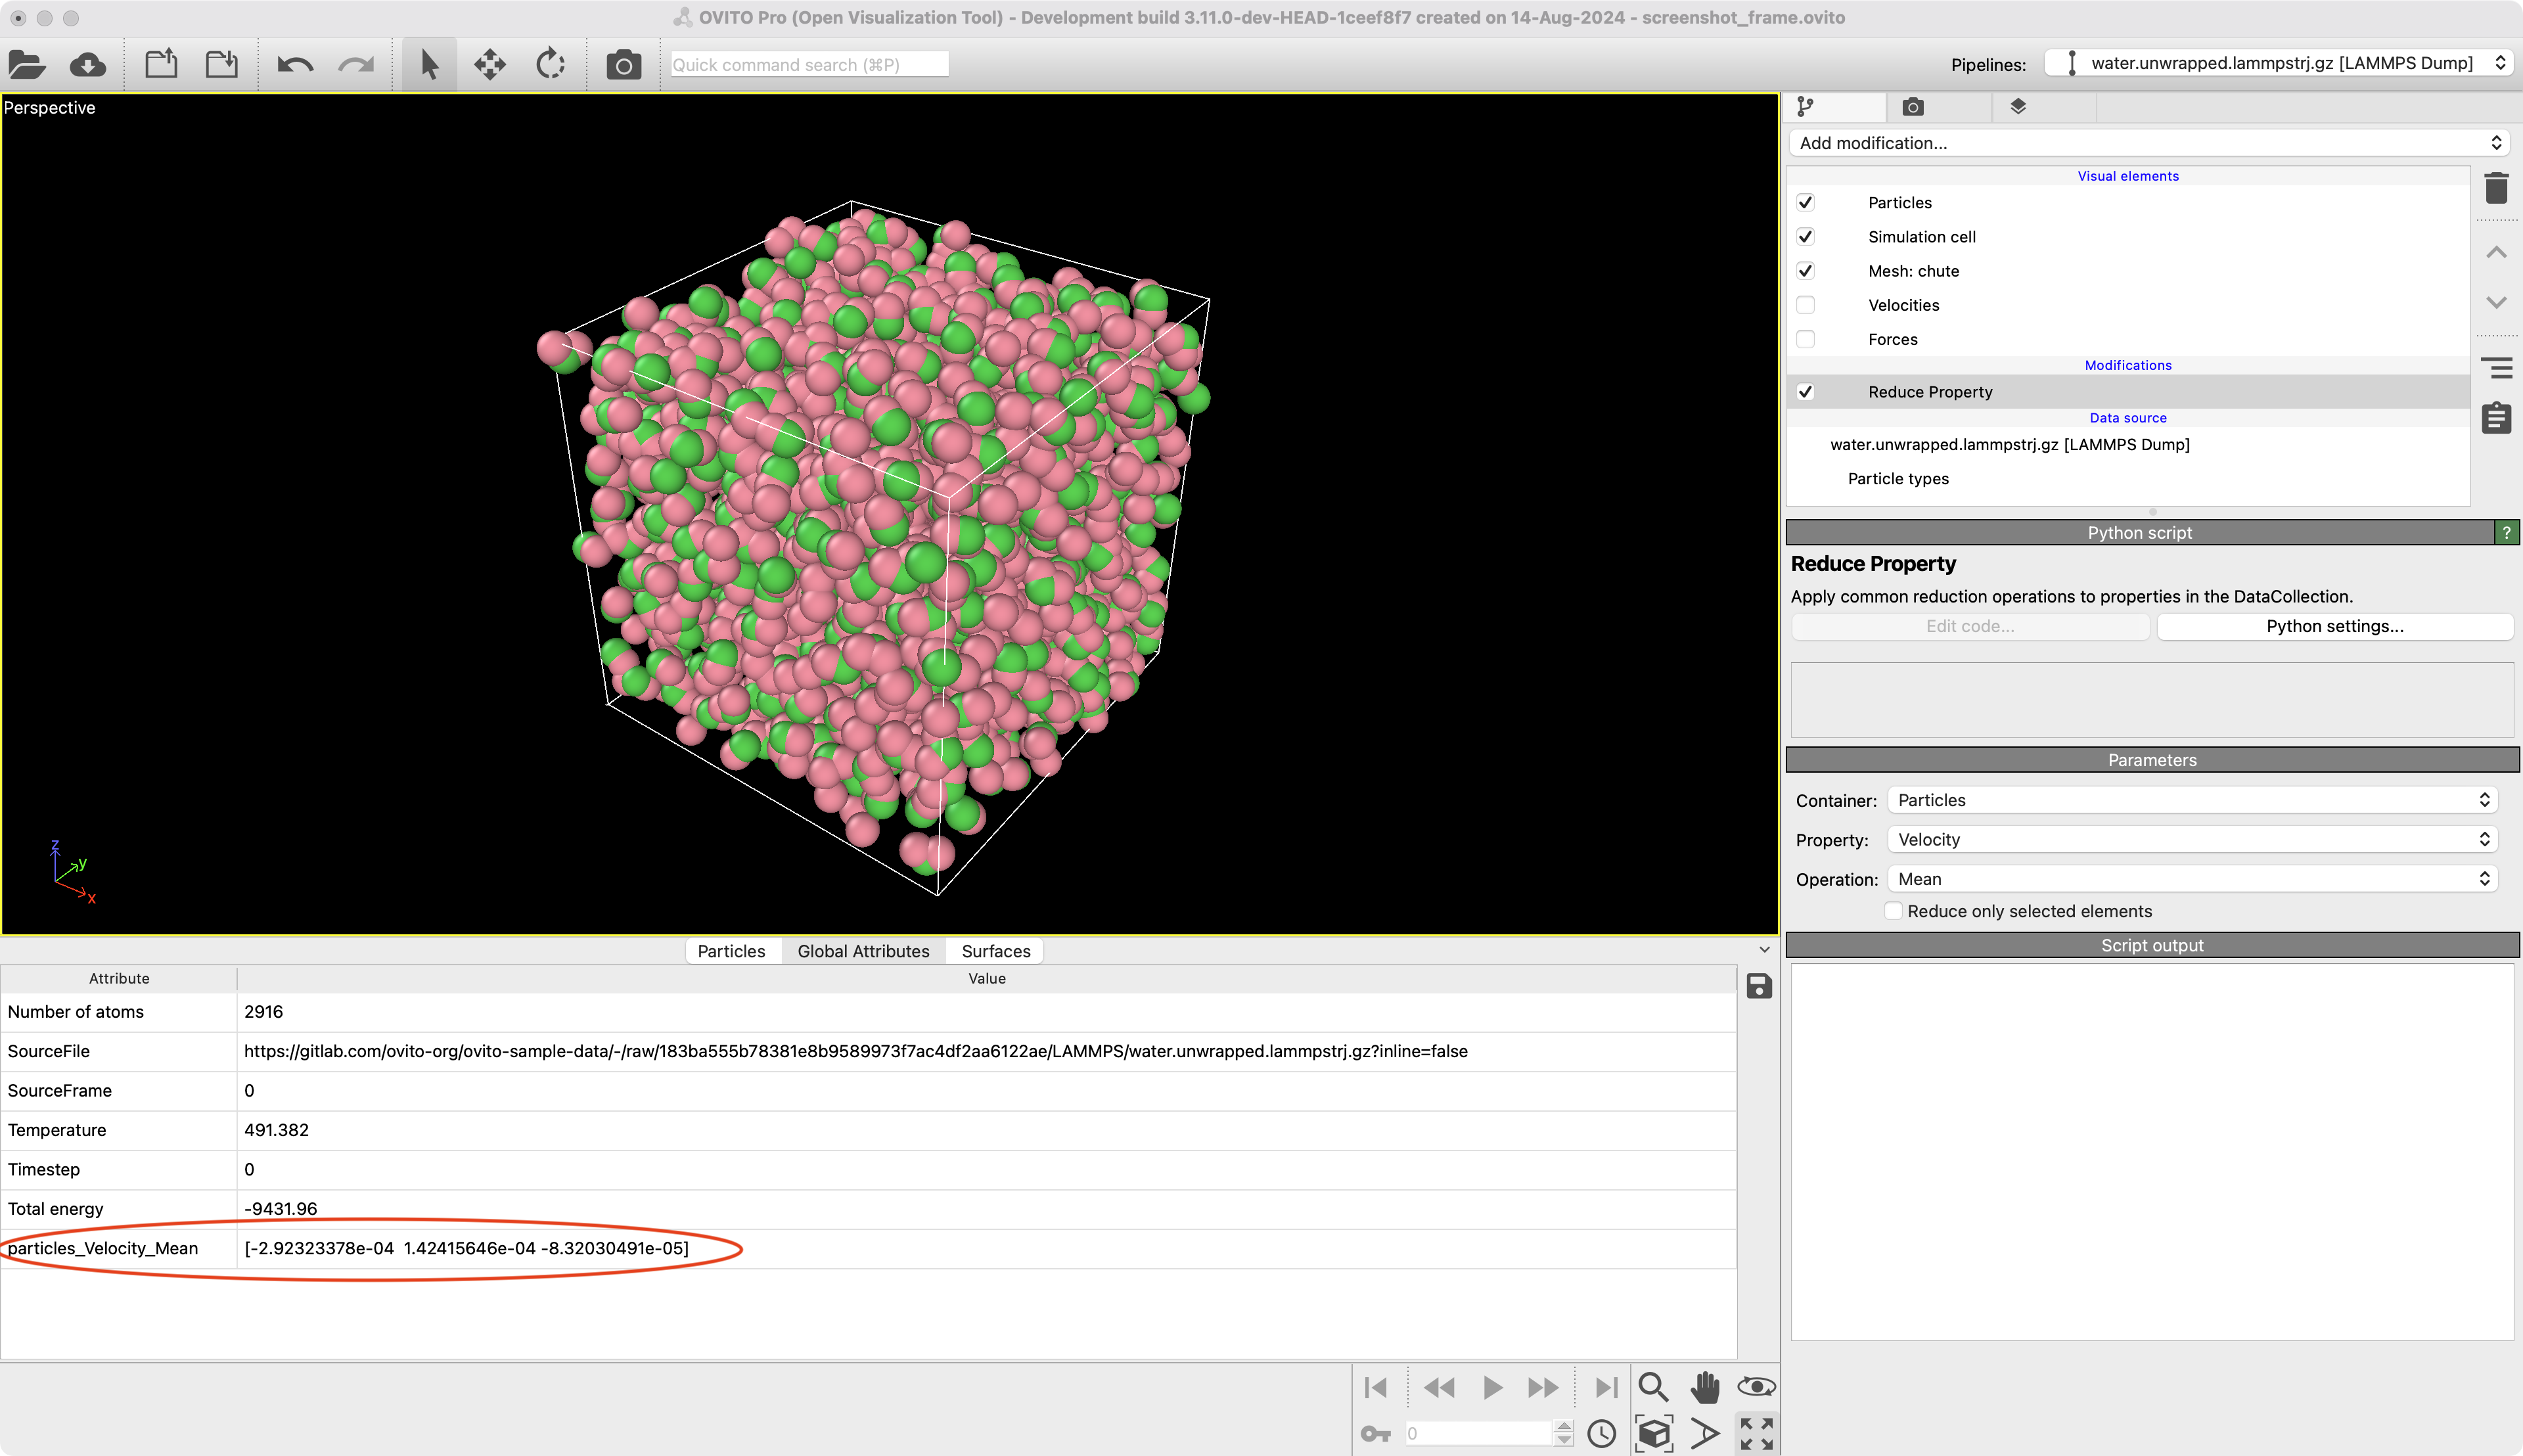 OVITO Pro (Open Visualization Tool) - Development build 3.11.0-dev-HEAD-1ceef8f7 created on 14-Aug-2024 - screenshot_frame.ovito
Quick command search (⌘P)
Pipelines:
water.unwrapped.lammpstrj.gz [LAMMPS Dump]
Perspective
z
y
x
Add modification...
Visual elements
Particles
Simulation cell
Mesh: chute
Velocities
Forces
Modifications
Reduce Property
Data source
water.unwrapped.lammpstrj.gz [LAMMPS Dump]
Particle types
Python script
?
Reduce Property
Apply common reduction operations to properties in the DataCollection.
Edit code...
Python settings...
Parameters
Container: Particles
Property: Velocity
Operation: Mean
Reduce only selected elements
Script output
Particles
Global Attributes
Surfaces
Attribute Value
Number of atoms 2916
SourceFile https://gitlab.com/ovito-org/ovito-sample-data/-/raw/183ba555b78381e8b9589973f7ac4df2aa6122ae/LAMMPS/water.unwrapped.lammpstrj.gz?inline=false
SourceFrame 0
Temperature 491.382
Timestep 0
Total energy -9431.96
particles_Velocity_Mean [-2.92323378e-04 1.42415646e-04 -8.32030491e-05]
0